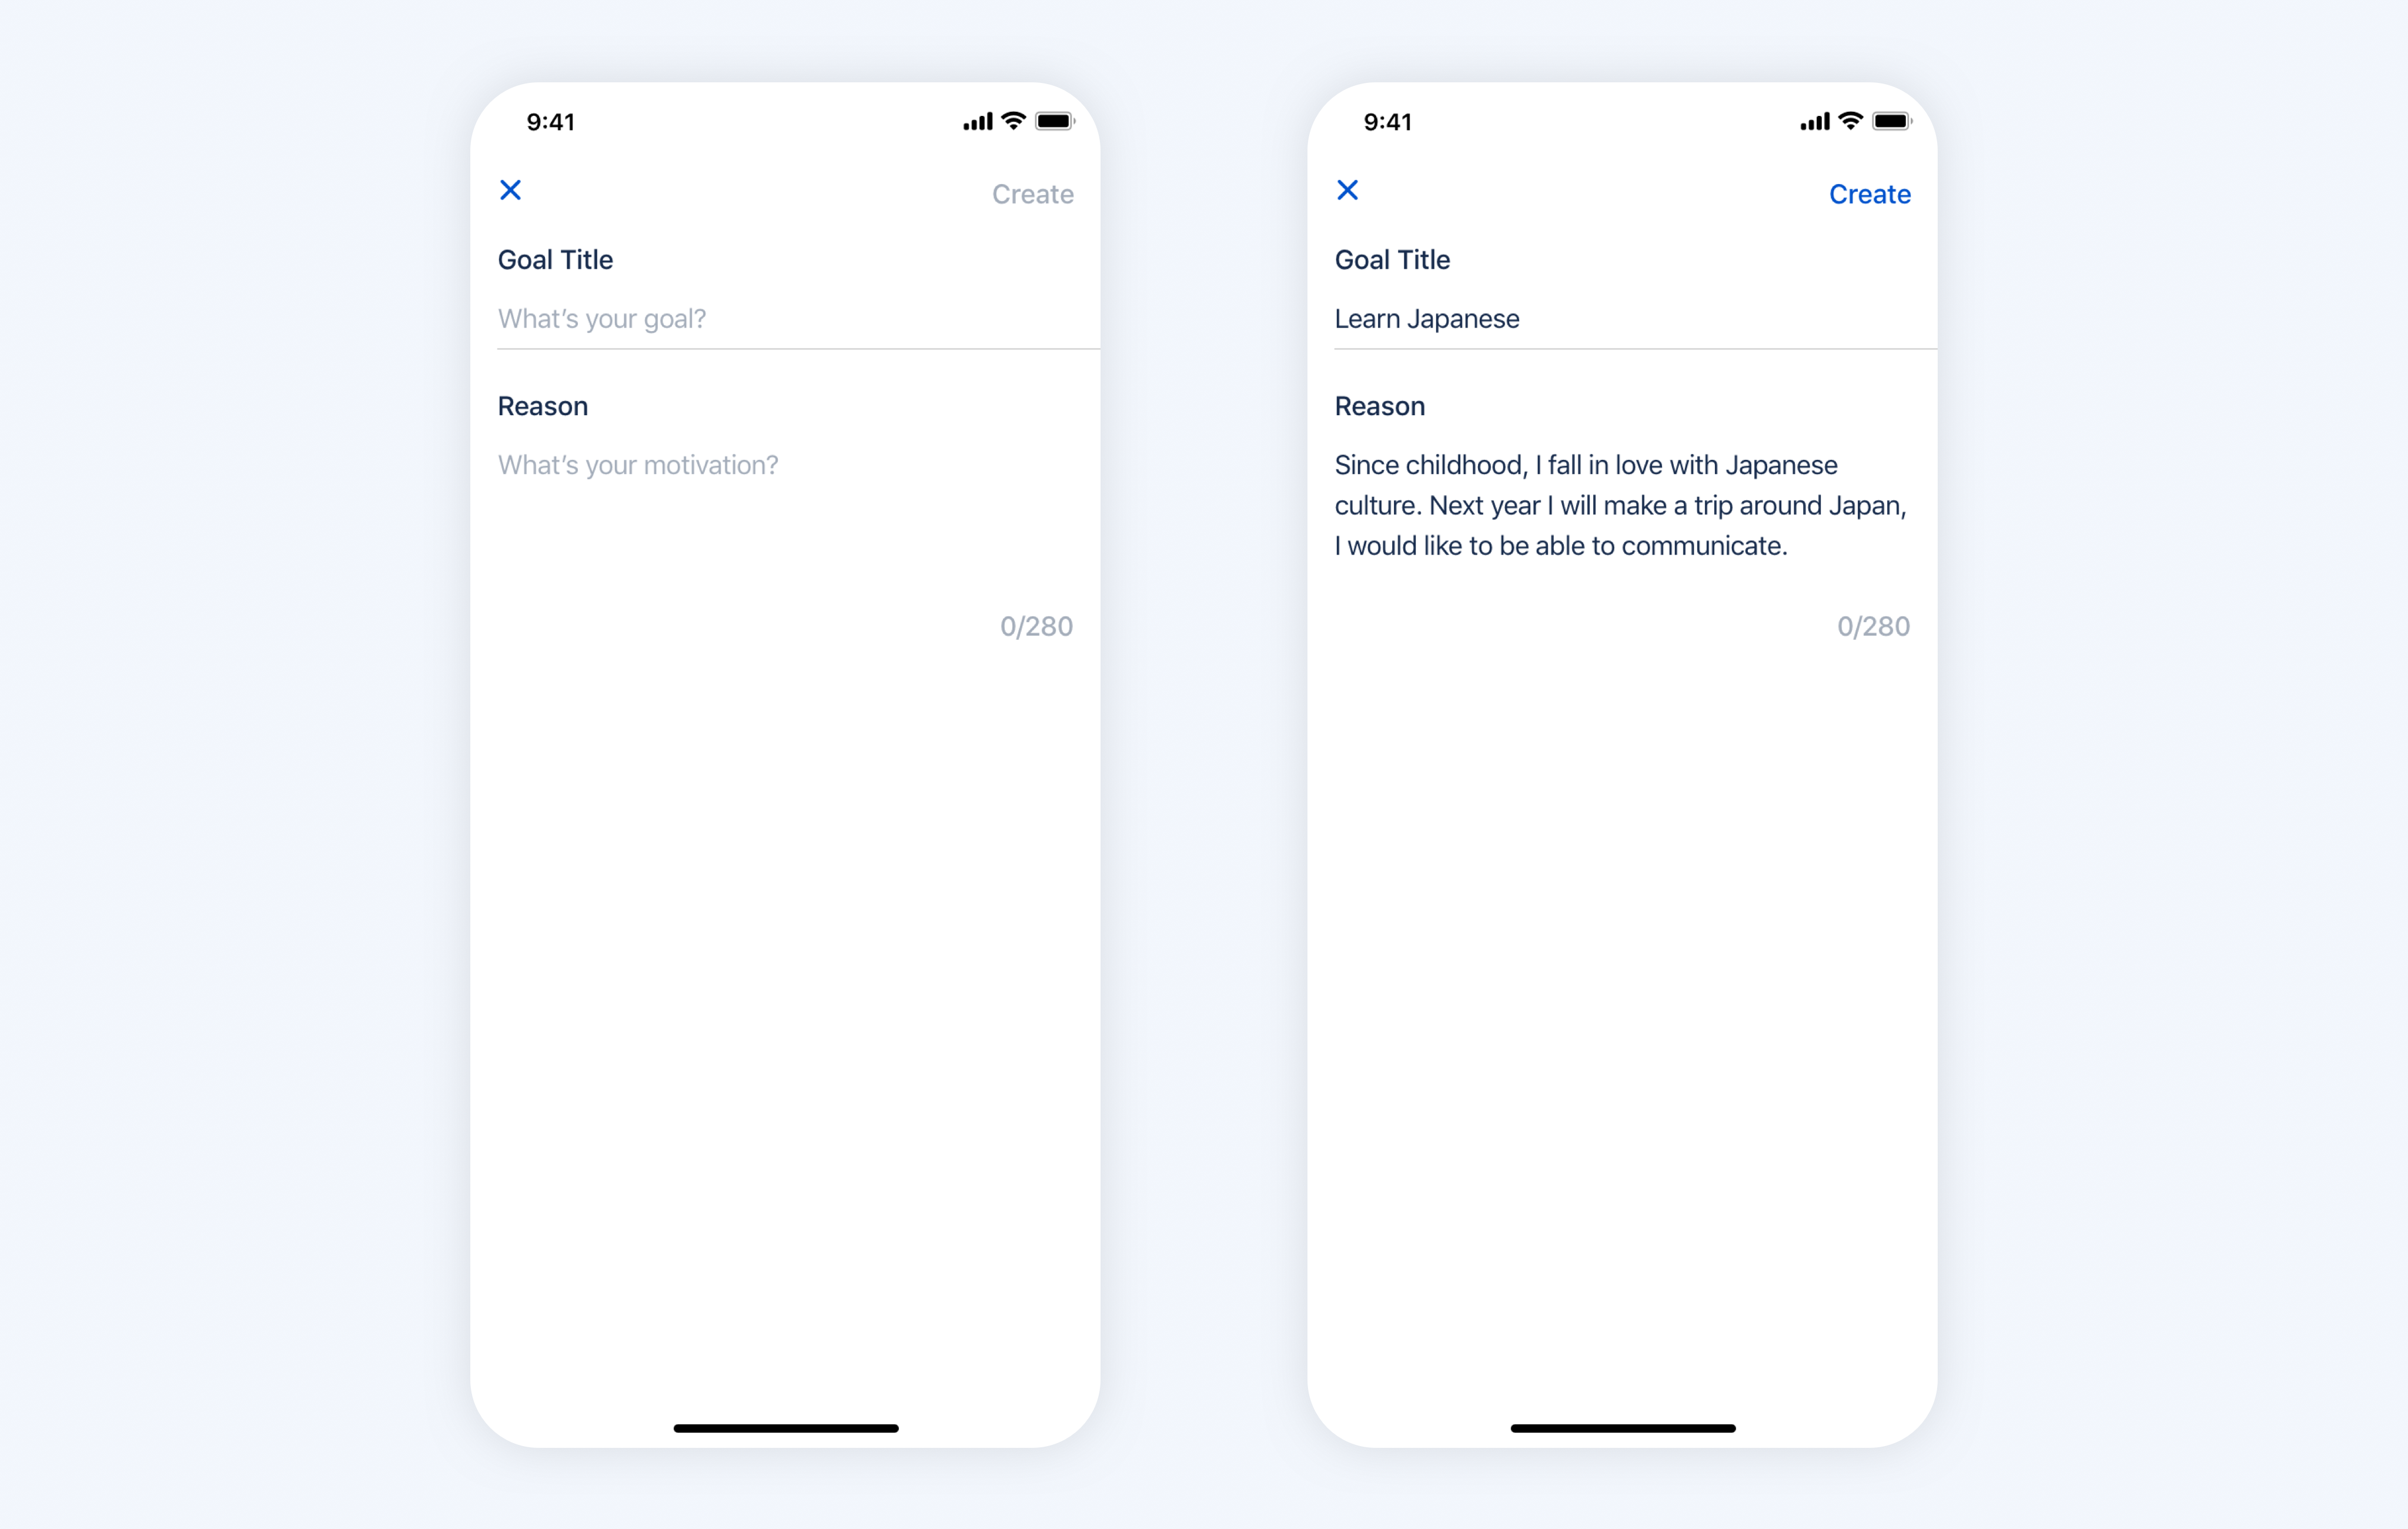 9:41
Create
Goal Title
What’s your goal?
Reason
What’s your motivation?
0/280
9:41
Create
Goal Title
Learn Japanese
Reason
Since childhood, I fall in love with Japanese
culture. Next year I will make a trip around Japan,
I would like to be able to communicate.
0/280